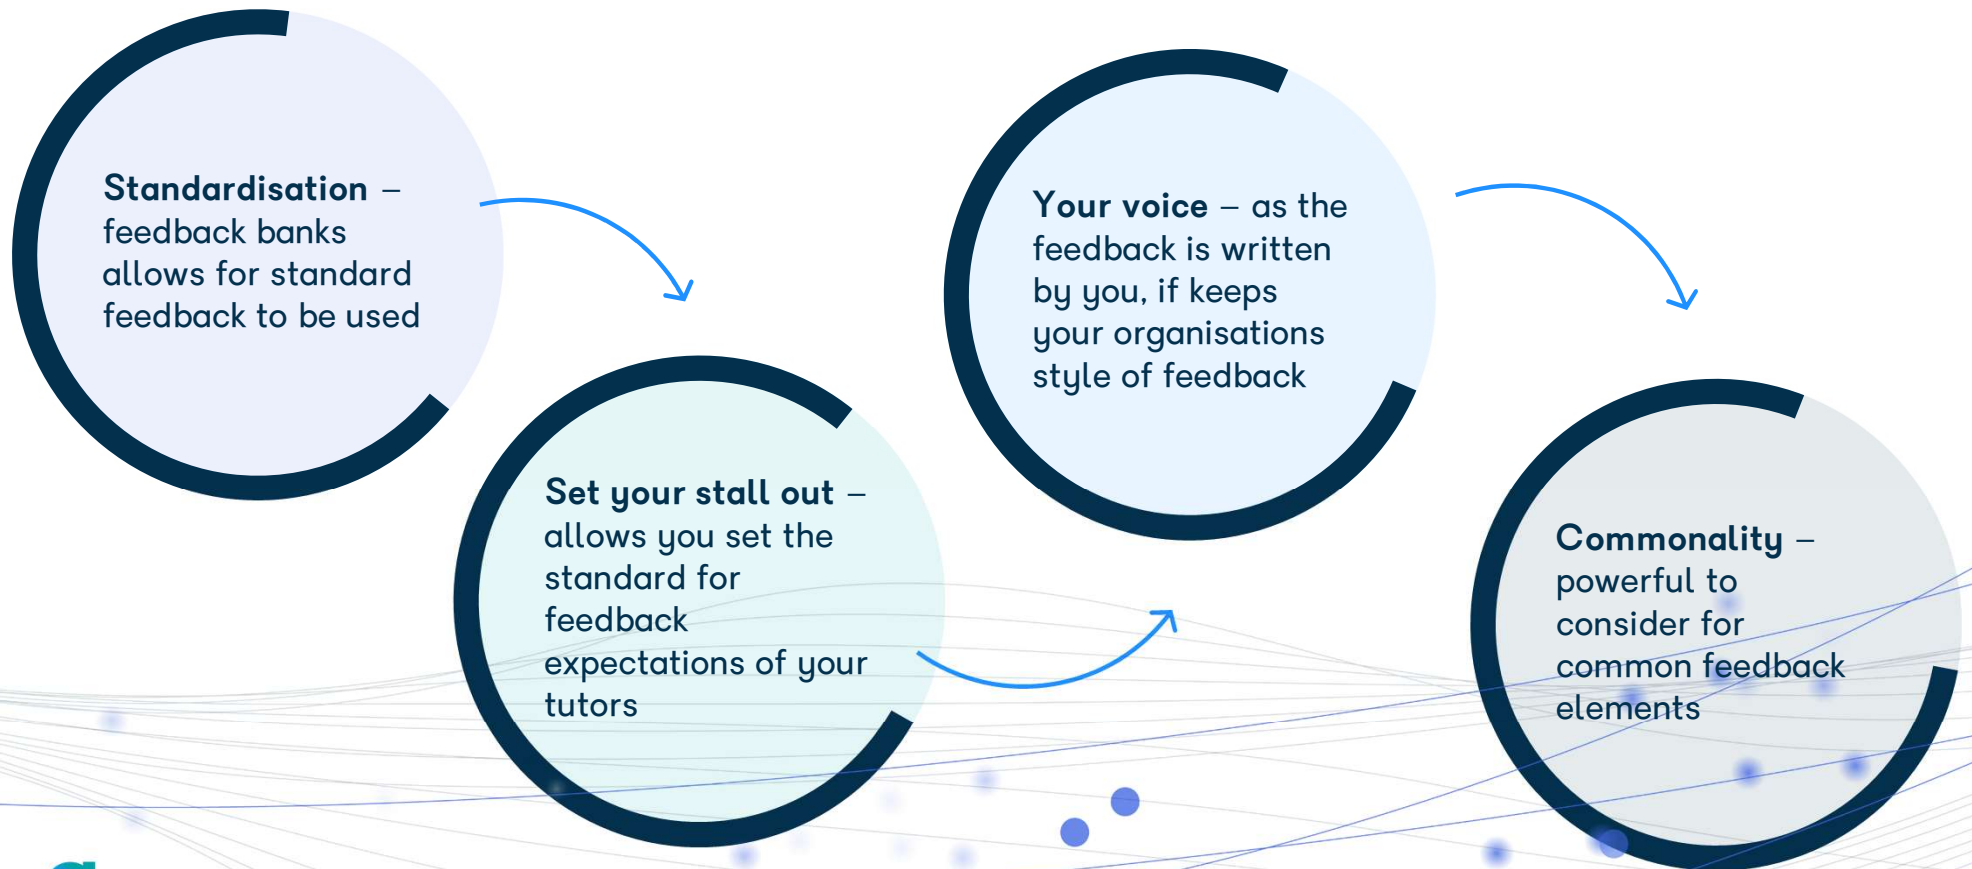 Standardisation –
feedback banks
allows for standard
feedback to be used
Set your stall out –
allows you set the
standard for
feedback
expectations of your
tutors
Your voice – as the
feedback is written
by you, if keeps
your organisations
style of feedback
Commonality –
powerful to
consider for
common feedback
elements